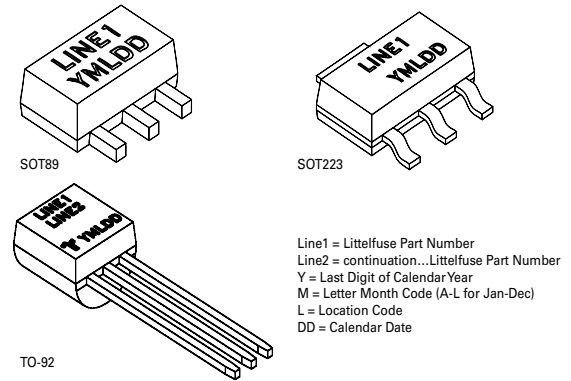 LINE1
YMLDD
SOT89
LINE1
YMLDD
SOT223
LINE1
LINE2
YMLDD
TO-92
Line1 = Littelfuse Part Number
Line2 = continuation...Littelfuse Part Number
Y = Last Digit of Calendar Year
M = Letter Month Code (A-L for Jan-Dec)
L = Location Code
DD = Calendar Date